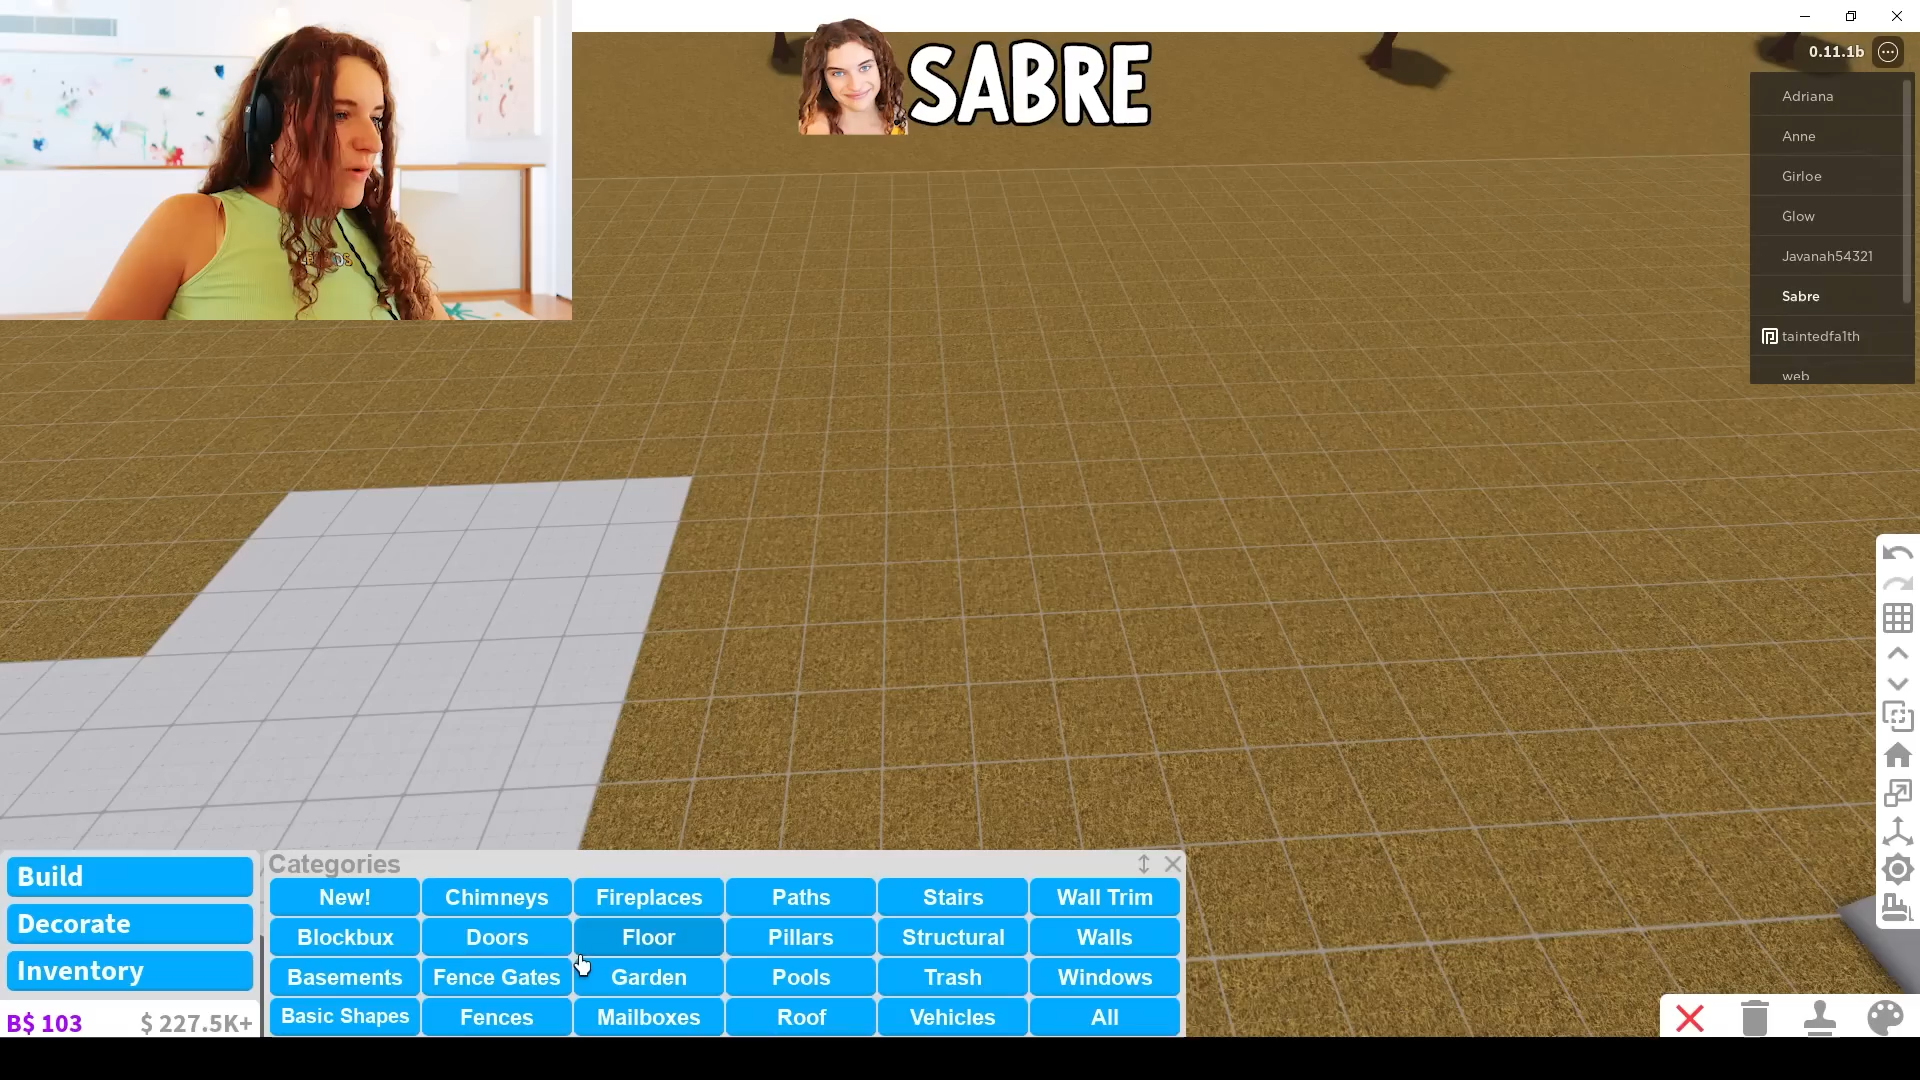 SABRE
0.11.1b
Adriana
Anne
Girloe
Glow
Javanah54321
Sabre
taintedfa1th
web
Build
Decorate
Inventory
B$ 103 $ 227.5K+
Categories
New! Chimneys Fireplaces Paths Stairs Wall Trim
Blockbux Doors Floor Pillars Structural Walls
Basements Fence Gates Garden Pools Trash Windows
Basic Shapes Fences Mailboxes Roof Vehicles All